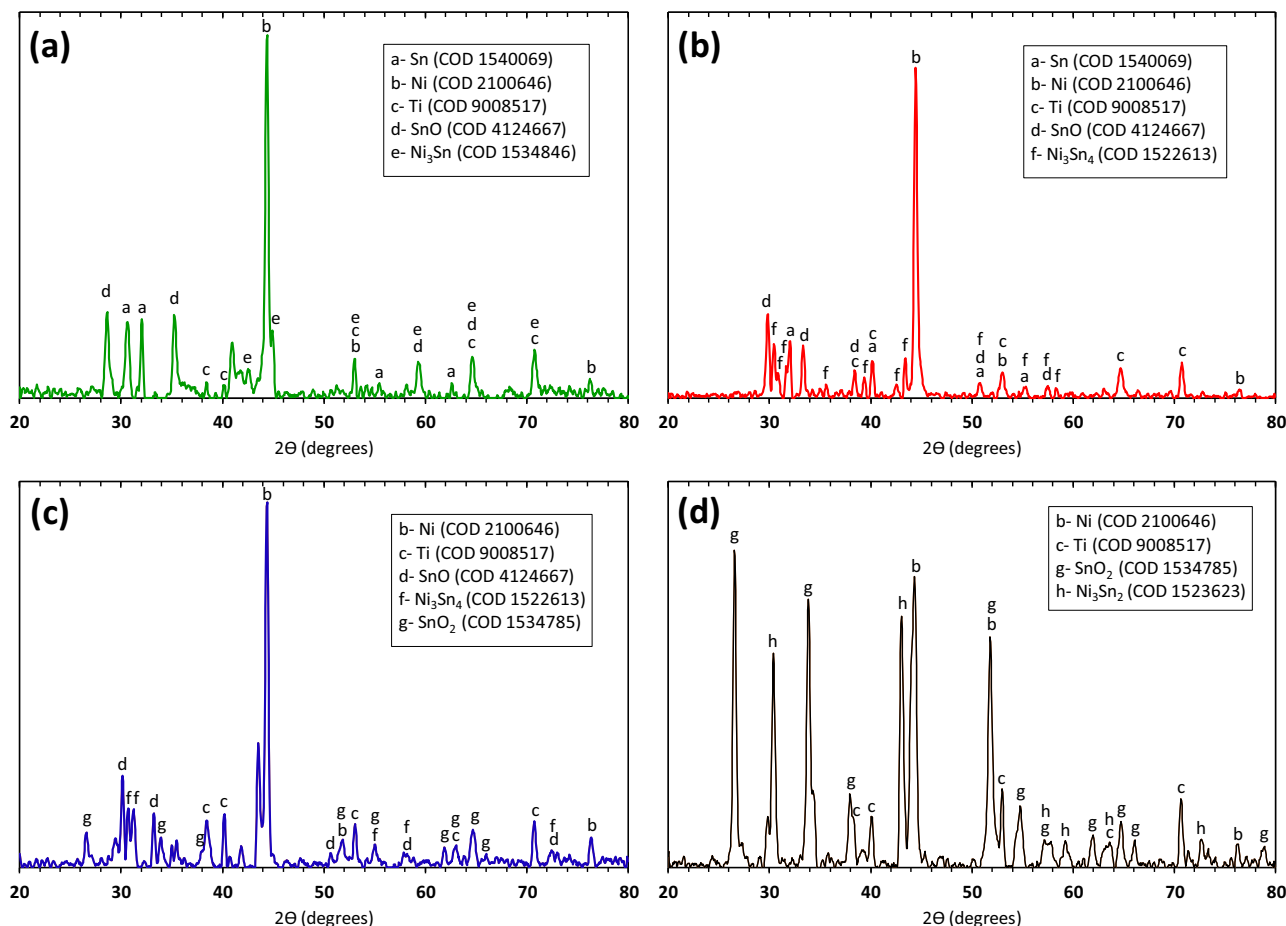 (a)
a- Sn (COD 1540069)
b- Ni (COD 2100646)
c- Ti (COD 9008517)
d- SnO (COD 4124667)
e- Ni₃Sn (COD 1534846)
b
d
a
a
d
c
c
e
e
e
c
b
a
e
d
a
e
d
c
e
c
b
20 30 40 50 60 70 80
2Θ (degrees)
(b)
a- Sn (COD 1540069)
b- Ni (COD 2100646)
c- Ti (COD 9008517)
d- SnO (COD 4124667)
f- Ni₃Sn₄ (COD 1522613)
b
d
f
f
a
d
f
d
c
f
c
a
f
f
f
d
a
c
b
f
a
f
d
f
c
c
b
20 30 40 50 60 70 80
2Θ (degrees)
(c)
b- Ni (COD 2100646)
c- Ti (COD 9008517)
d- SnO (COD 4124667)
f- Ni₃Sn₄ (COD 1522613)
g- SnO₂ (COD 1534785)
b
g
d
f
f
d
g
g
c
c
d
g
b
c
g
f
f
d
g
g
c
g
g
c
f
d
b
20 30 40 50 60 70 80
2Θ (degrees)
(d)
b- Ni (COD 2100646)
c- Ti (COD 9008517)
g- SnO₂ (COD 1534785)
h- Ni₃Sn₂ (COD 1523623)
g
h
g
g
c
c
h
b
g
b
c
g
h
g
h
g
h
c
g
g
c
h
b
g
20 30 40 50 60 70 80
2Θ (degrees)